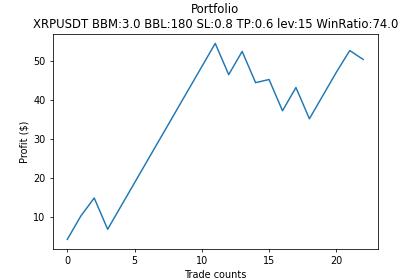 Portfolio
XRPUSDT BBM:3.0 BBL:180 SL:0.8 TP:0.6 lev:15 WinRatio:74.0
50
40
30
20
10
Profit ($)
0 5 10 15 20
Trade counts